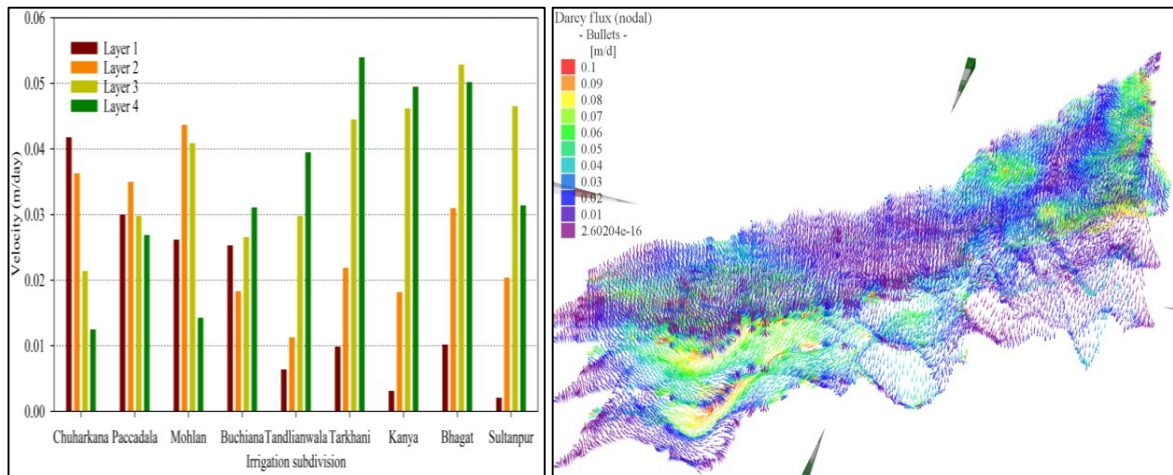 0.06
0.05
0.04
0.03
0.02
0.01
0.00
Velocity (m/day)
Layer 1
Layer 2
Layer 3
Layer 4
Chuharkana Paccadala Mohlan Buchiana Tandlianwala Tarkhani Kanya Bhagat Sultanpur
Irrigation subdivision
Darcy flux (nodal)
- Bullets -
[m/d]
0.1
0.09
0.08
0.07
0.06
0.05
0.04
0.03
0.02
0.01
2.60204e-16